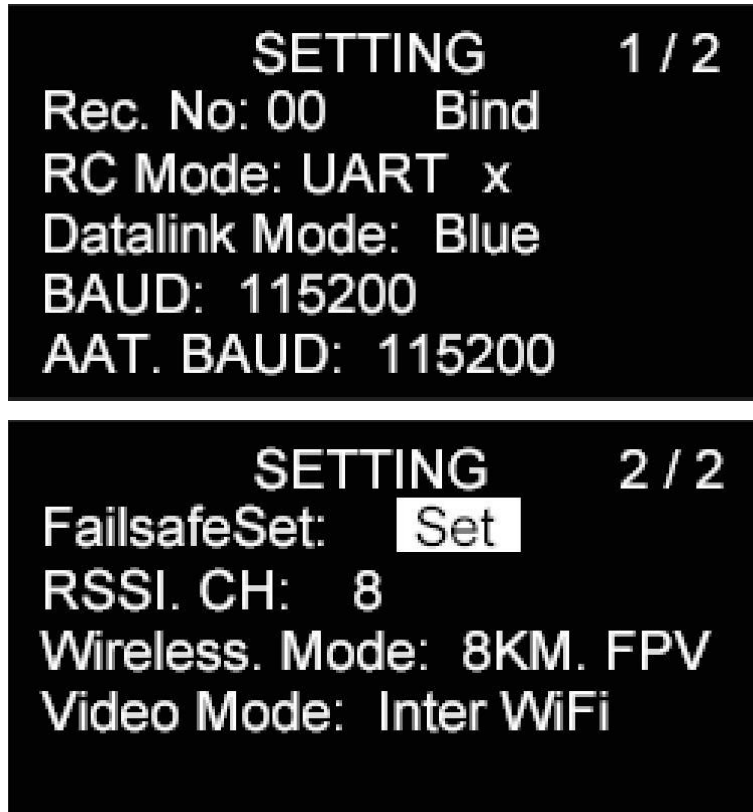 SETTING 1 / 2
Rec. No: 00 Bind
RC Mode: UART x
Datalink Mode: Blue
BAUD: 115200
AAT. BAUD: 115200
SETTING 2 / 2
FailsafeSet: Set
RSSI. CH: 8
Wireless. Mode: 8KM. FPV
Video Mode: Inter WiFi